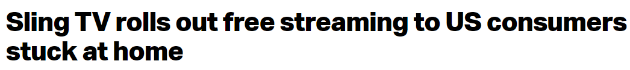 Sling TV rolls out free streaming to US consumers
stuck at home